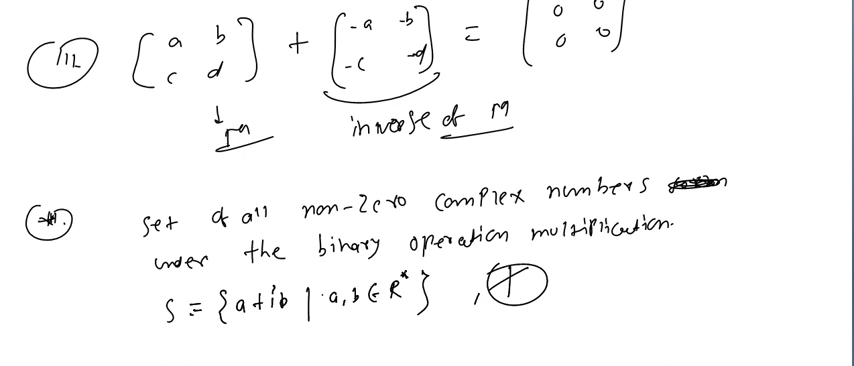 (iii) [a b c d] + [-a -b -c -d] = [0 0 0 0]
↓
M inverse of M
set of all non-zero complex numbers
under the binary operation multiplication.
S = {a+ib | a, b ∈ R*} ,